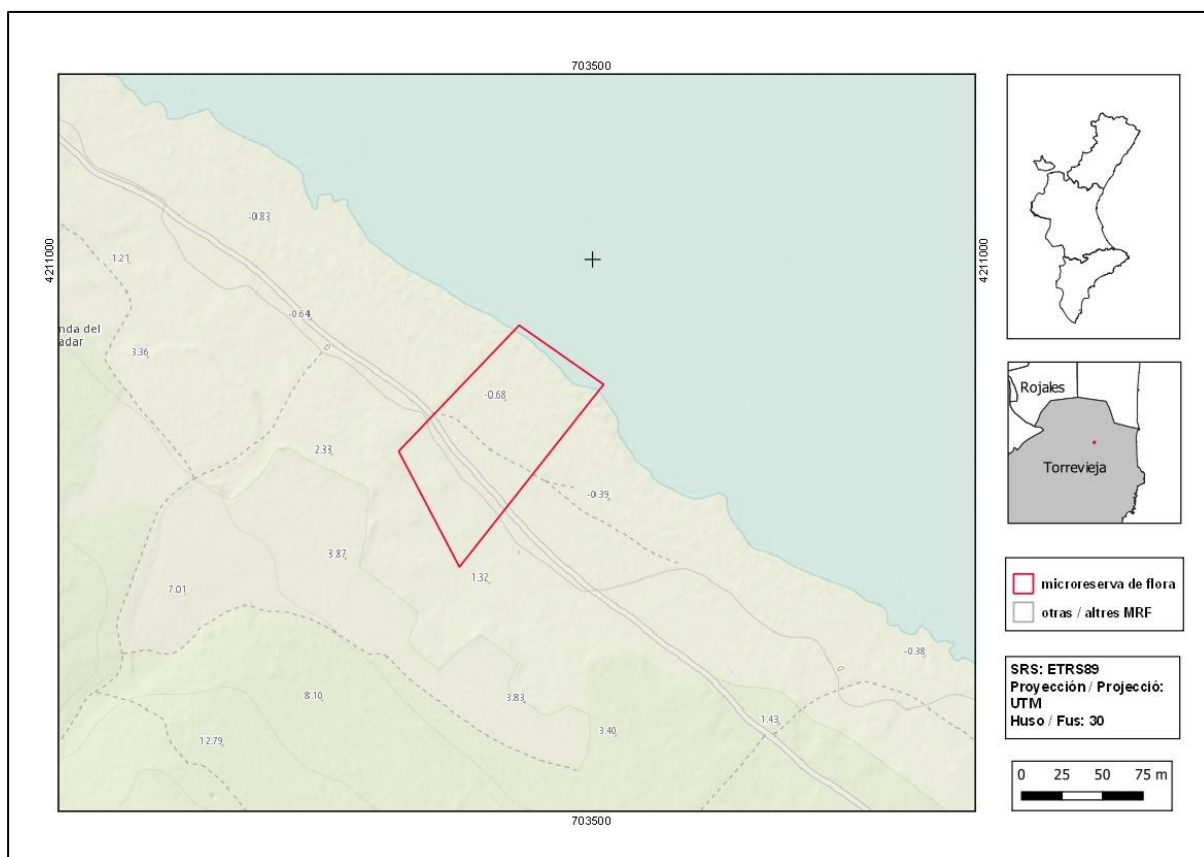 703500
4211000
4211000
-0.83
1.21
-0.64
nda del
adar
3.36
0
-0.68
2.33
-0.39
3.87
1.32
7.01
0
-0.38
8.10
3.83
1.43
3.40
12.79
703500
Rojales
Torrevieja
microreserva de flora
otras / altres MRF
SRS: ETRS89
Proyección / Projecció:
UTM
Huso / Fus: 30
0 25 50 75 m